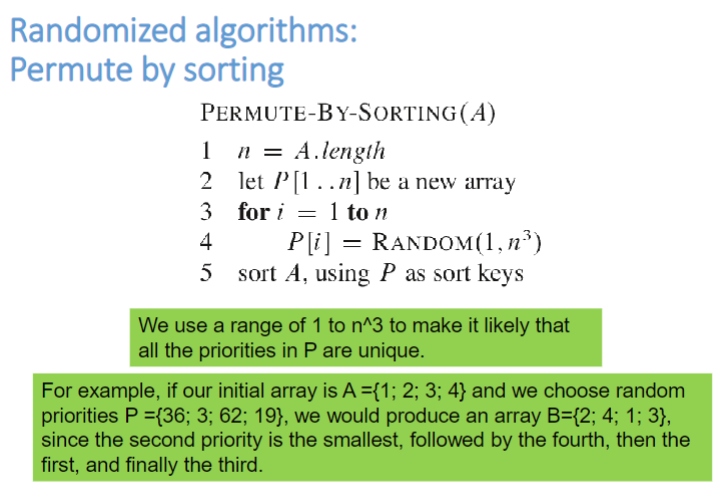 Randomized algorithms:
Permute by sorting
PERMUTE-BY-SORTING(A)
1 n = A.length
2 let P[1 . . n] be a new array
3 for i = 1 to n
4 P[i] = RANDOM(1, n³)
5 sort A, using P as sort keys
We use a range of 1 to n^3 to make it likely that
all the priorities in P are unique.
For example, if our initial array is A ={1; 2; 3; 4} and we choose random
priorities P ={36; 3; 62; 19}, we would produce an array B={2; 4; 1; 3},
since the second priority is the smallest, followed by the fourth, then the
first, and finally the third.